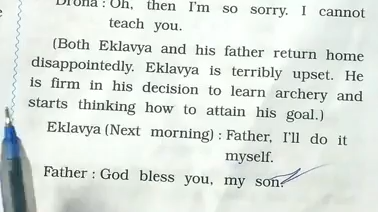 Drona : Oh, then I'm so sorry. I cannot
teach you.
(Both Eklavya and his father return home
disappointedly. Eklavya is terribly upset. He
is firm in his decision to learn archery and
starts thinking how to attain his goal.)
Eklavya (Next morning) : Father, I'll do it
myself.
Father : God bless you, my son.